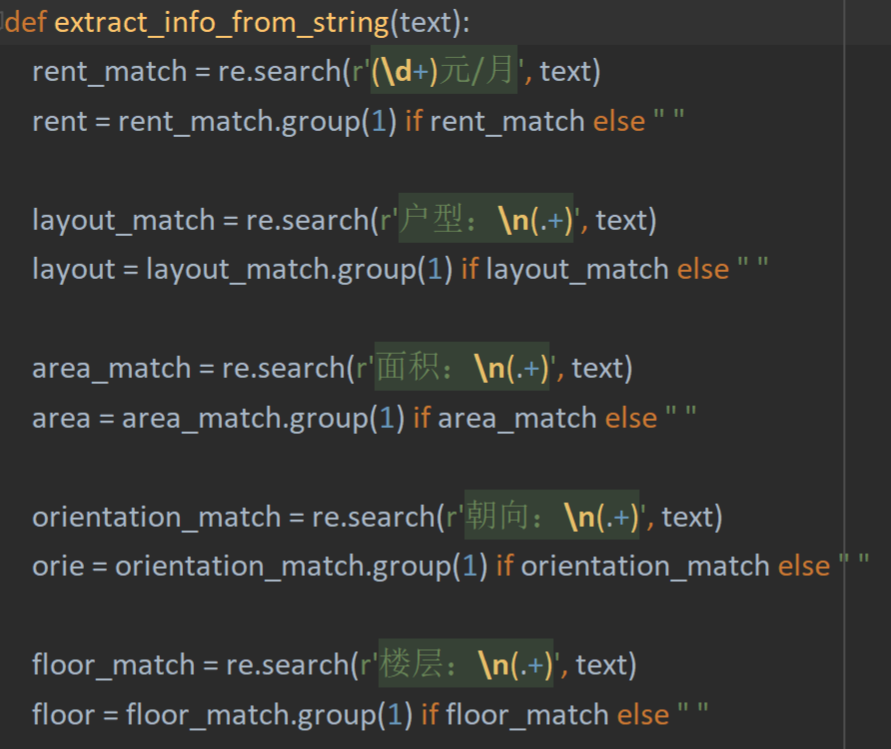 def extract_info_from_string(text):
rent_match = re.search(r'(\d+)元/月', text)
rent = rent_match.group(1) if rent_match else " "
layout_match = re.search(r'户型：\n(.+)', text)
layout = layout_match.group(1) if layout_match else " "
area_match = re.search(r'面积：\n(.+)', text)
area = area_match.group(1) if area_match else " "
orientation_match = re.search(r'朝向：\n(.+)', text)
orie = orientation_match.group(1) if orientation_match else " "
floor_match = re.search(r'楼层：\n(.+)', text)
floor = floor_match.group(1) if floor_match else " "